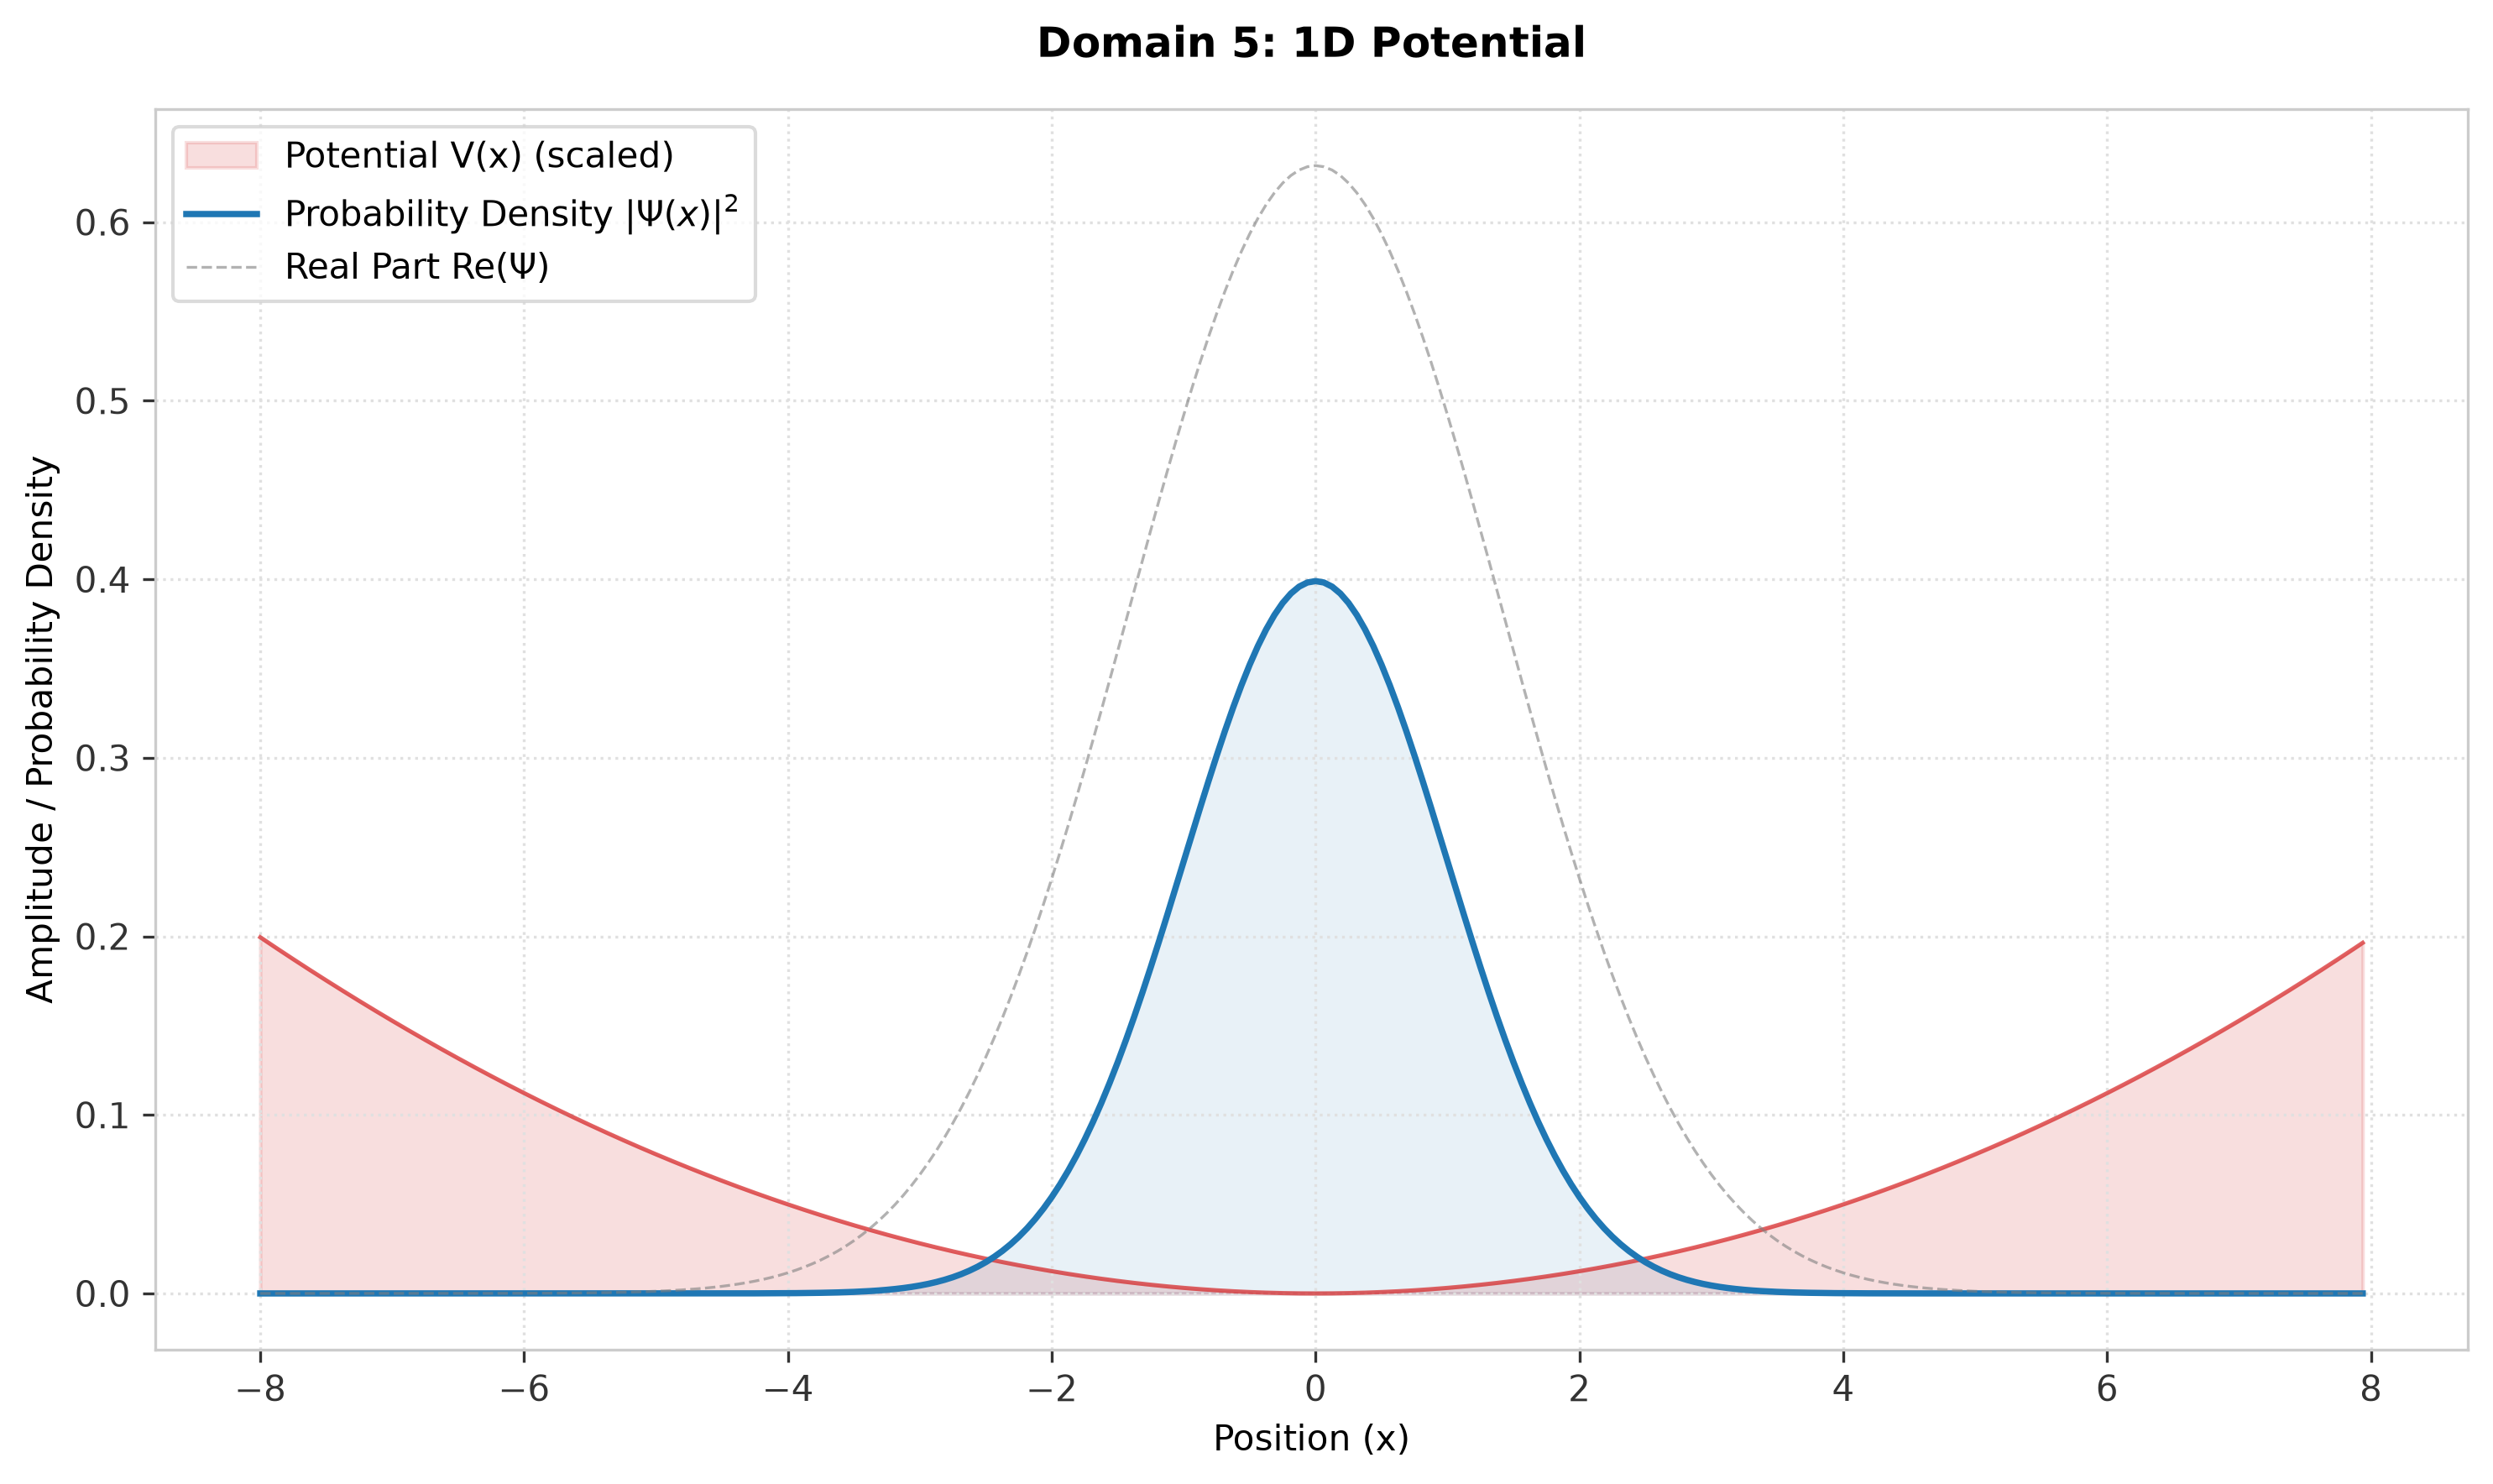 Domain 5: 1D Potential
Potential V(x) (scaled)
Probability Density |Ψ(x)|²
Real Part Re(Ψ)
Amplitude / Probability Density
0.6
0.5
0.4
0.3
0.2
0.1
0.0
−8 −6 −4 −2 0 2 4 6 8
Position (x)